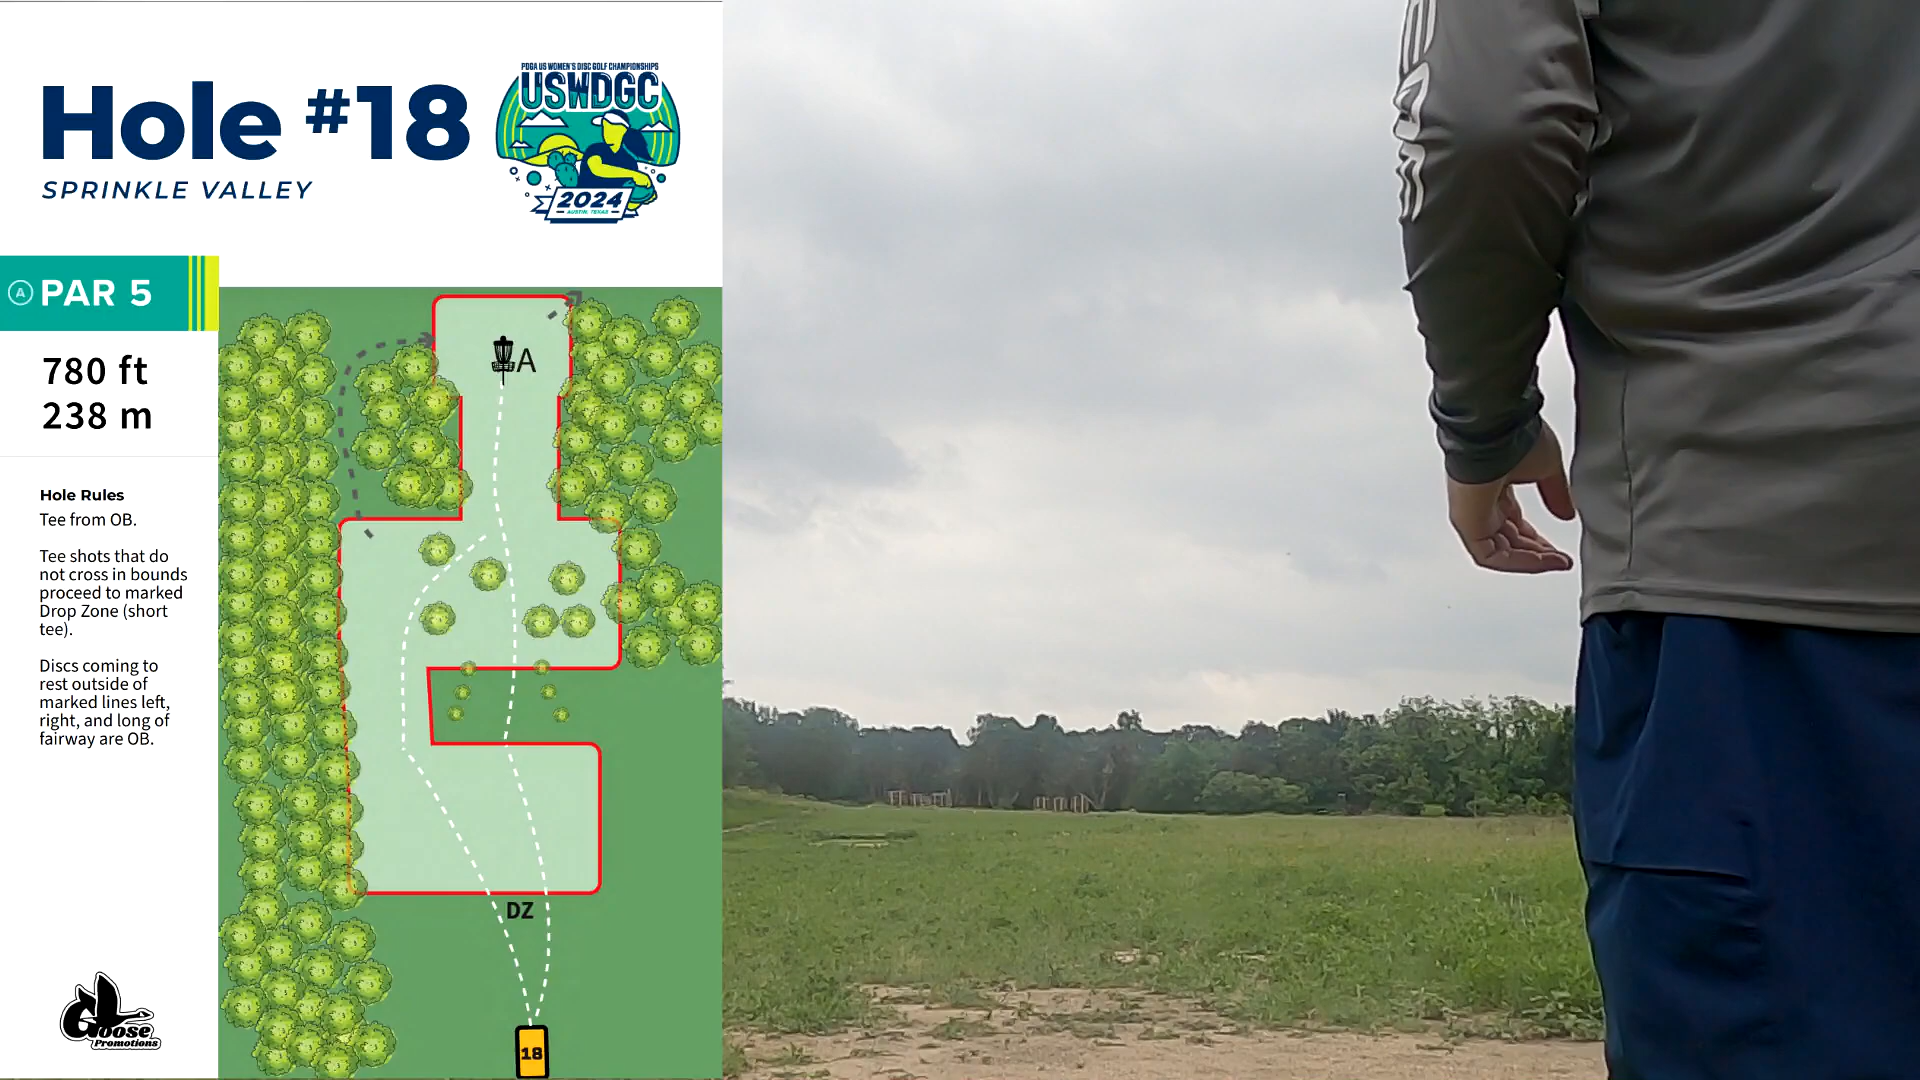 Hole #18
SPRINKLE VALLEY
PDGA US WOMEN'S DISC GOLF CHAMPIONSHIPS
USWDGC
2024
AUSTIN, TEXAS
A PAR 5
780 ft
238 m
Hole Rules
Tee from OB.
Tee shots that do
not cross in bounds
proceed to marked
Drop Zone (short
tee).
Discs coming to
rest outside of
marked lines left,
right, and long of
fairway are OB.
A
DZ
18
Goose
Promotions